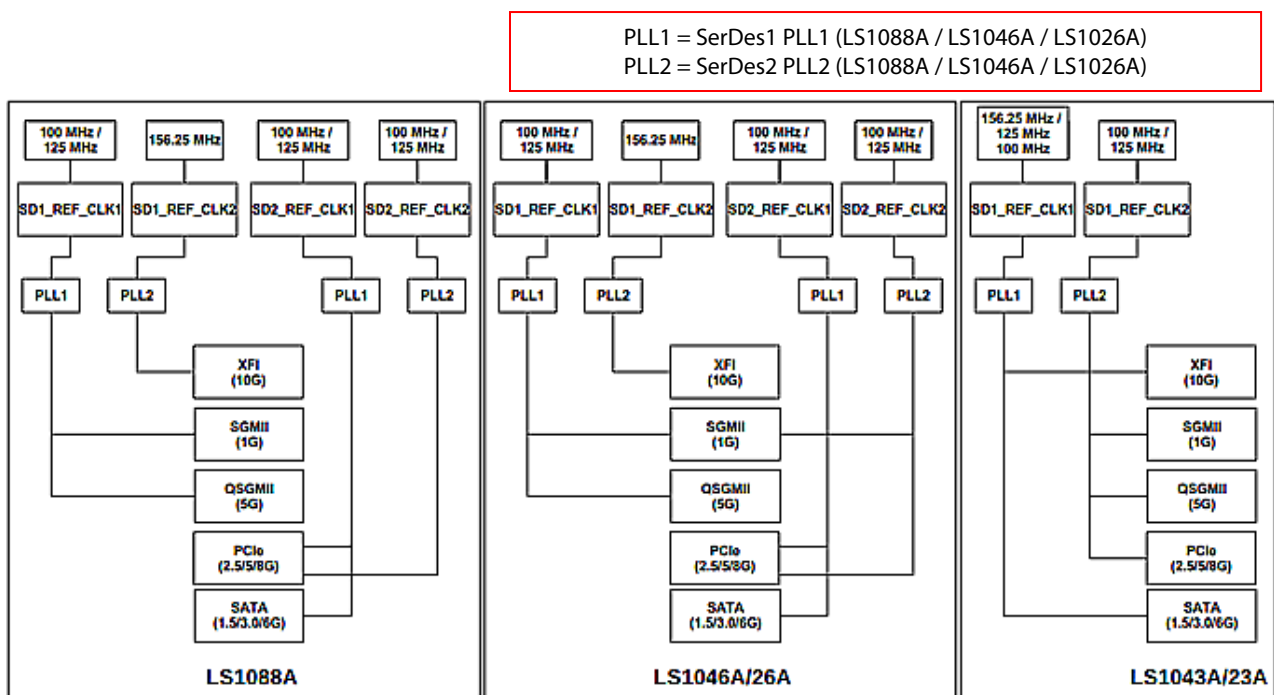 PLL1 = SerDes1 PLL1 (LS1088A / LS1046A / LS1026A)
PLL2 = SerDes2 PLL2 (LS1088A / LS1046A / LS1026A)
100 MHz /
125 MHz
156.25 MHz
100 MHz /
125 MHz
100 MHz /
125 MHz
SD1_REF_CLK1
SD1_REF_CLK2
SD2_REF_CLK1
SD2_REF_CLK2
PLL1
PLL2
PLL1
PLL2
XFI
(10G)
SGMII
(1G)
QSGMII
(5G)
PCIe
(2.5/5/8G)
SATA
(1.5/3.0/6G)
LS1088A
100 MHz /
125 MHz
156.25 MHz
100 MHz /
125 MHz
100 MHz /
125 MHz
SD1_REF_CLK1
SD1_REF_CLK2
SD2_REF_CLK1
SD2_REF_CLK2
PLL1
PLL2
PLL1
PLL2
XFI
(10G)
SGMII
(1G)
QSGMII
(5G)
PCIe
(2.5/5/8G)
SATA
(1.5/3.0/6G)
LS1046A/26A
156.25 MHz /
125 MHz
100 MHz
100 MHz /
125 MHz
SD1_REF_CLK1
SD1_REF_CLK2
PLL1
PLL2
XFI
(10G)
SGMII
(1G)
QSGMII
(5G)
PCIe
(2.5/5/8G)
SATA
(1.5/3.0/6G)
LS1043A/23A